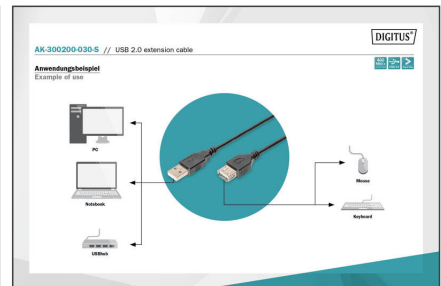 DIGITUS®
AK-300200-030-S // USB 2.0 extension cable
Anwendungsbeispiel
Example of use
PC
Notebook
USBhub
Mouse
Keyboard